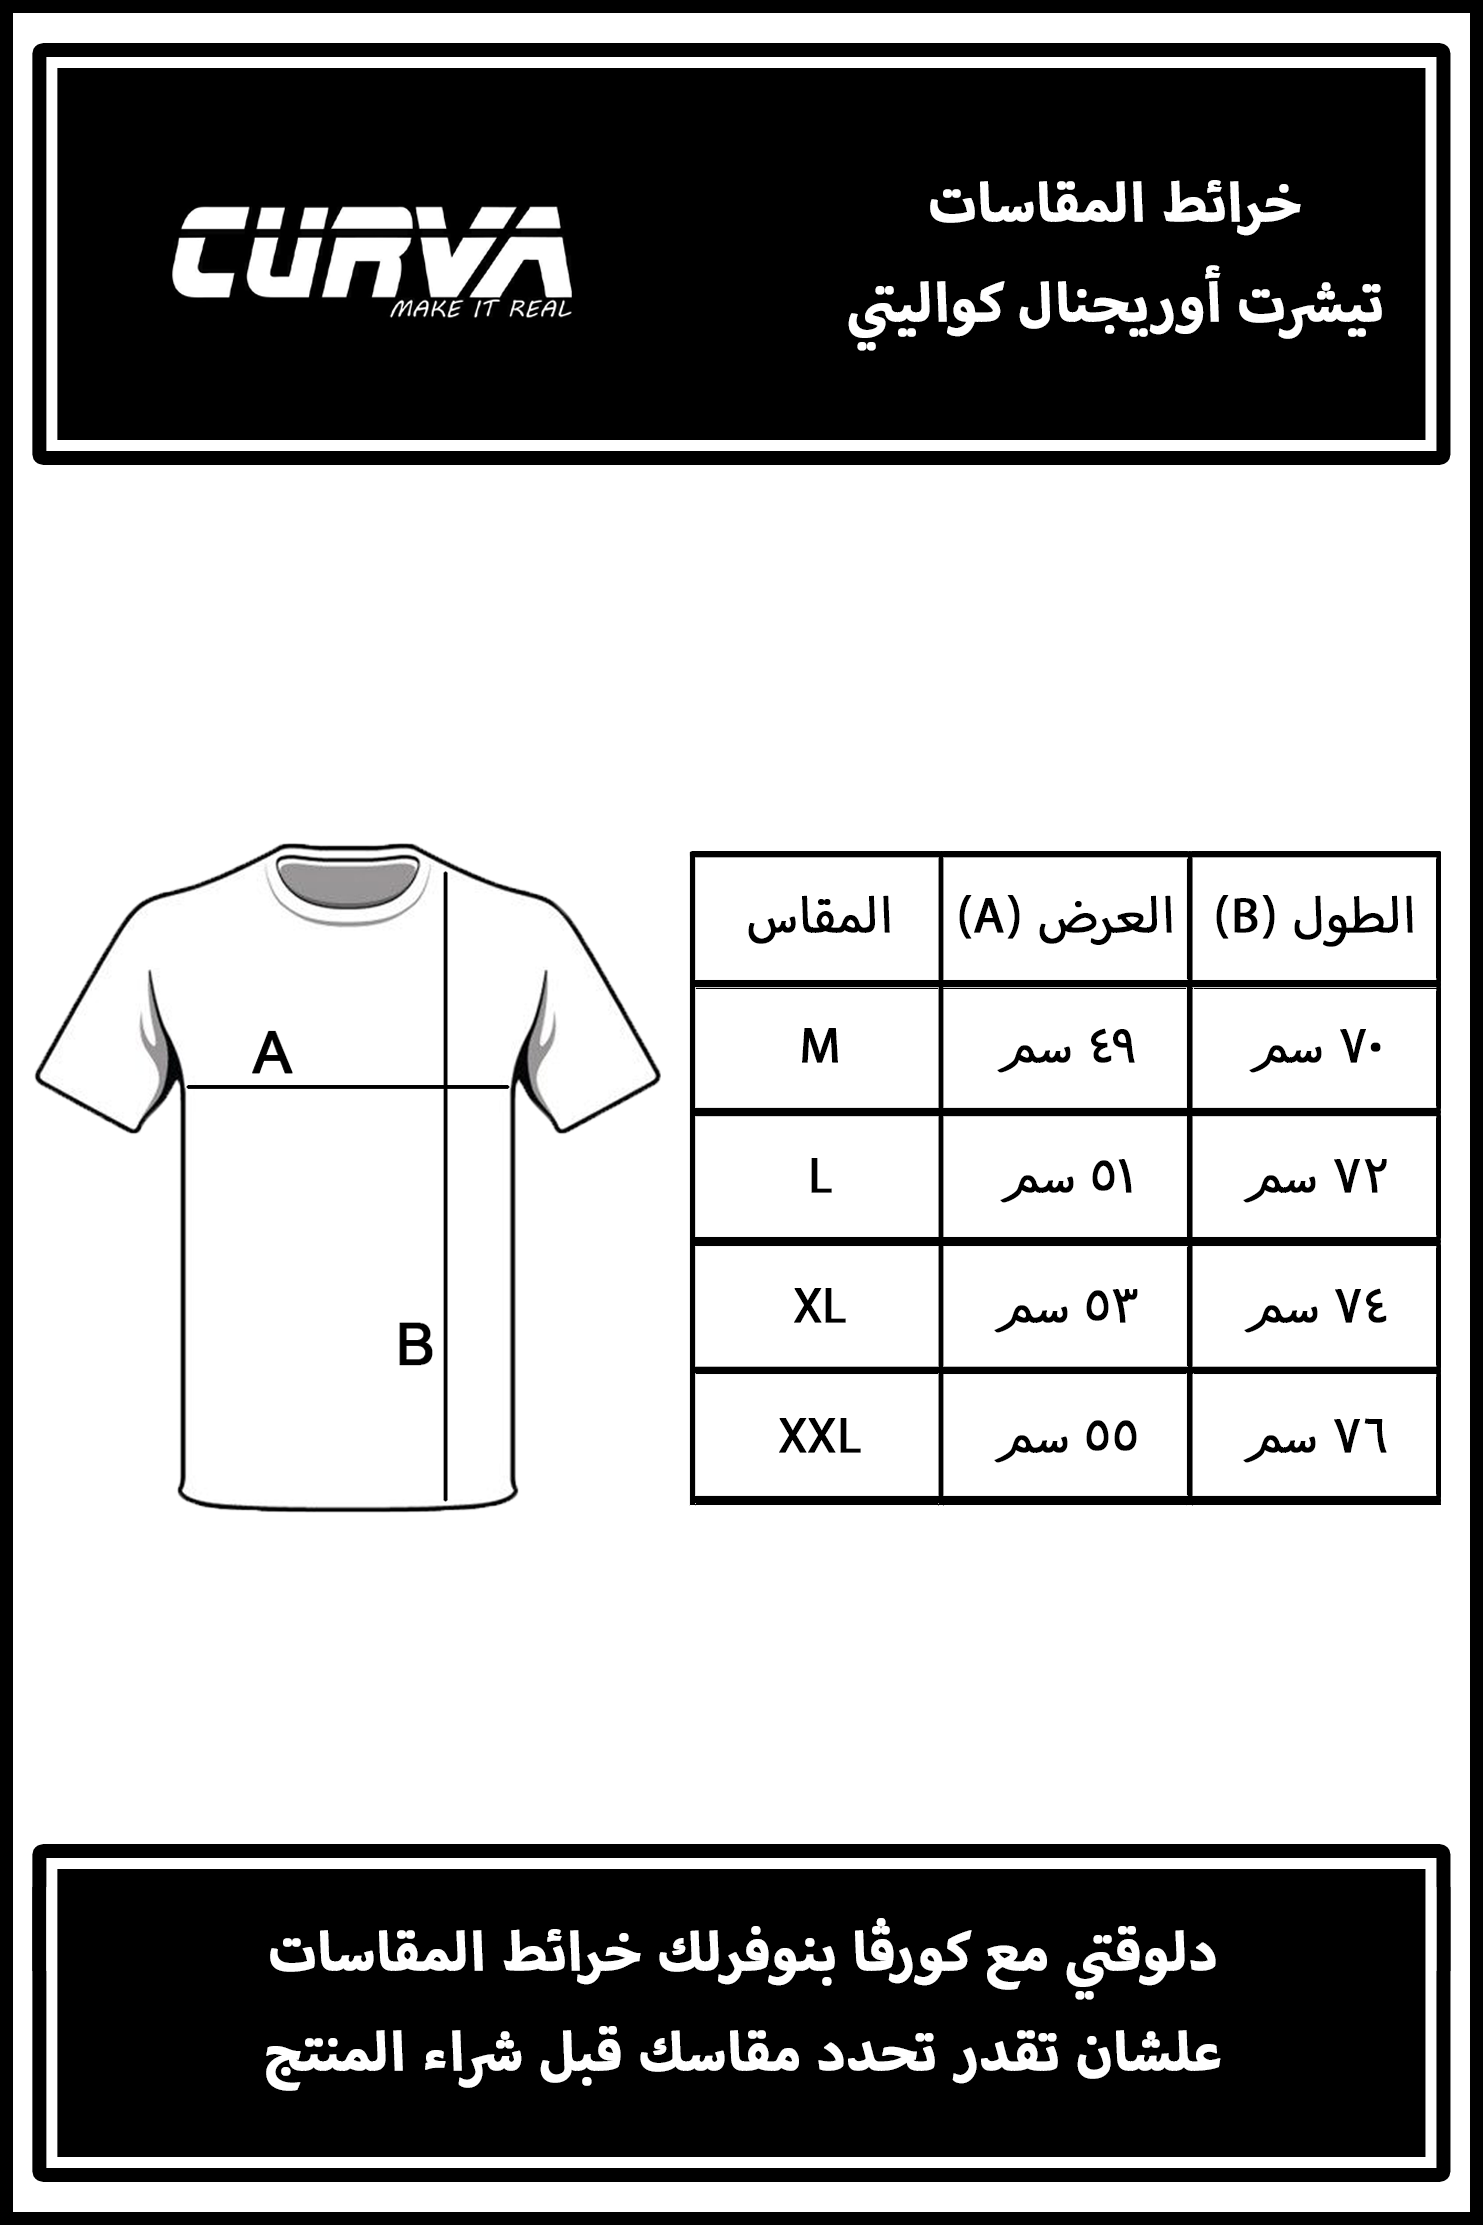 خرائط المقاسات
تيشرت أوريجنال كواليتي
CURVA
MAKE IT REAL
المقاس العرض (A) الطول (B)
M ٤٩ سم ٧٠ سم
L ٥١ سم ٧٢ سم
XL ٥٣ سم ٧٤ سم
XXL ٥٥ سم ٧٦ سم
A
B
دلوقتي مع كورڤا بنوفرلك خرائط المقاسات
علشان تقدر تحدد مقاسك قبل شراء المنتج